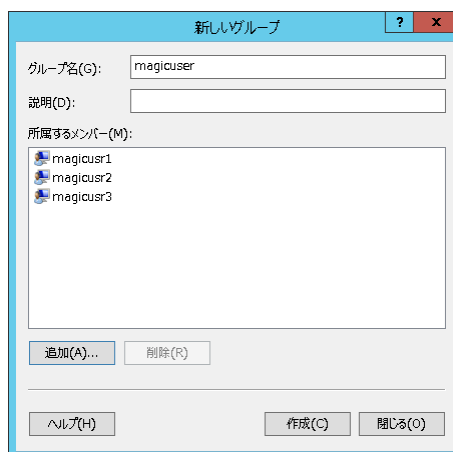 新しいグループ
? x
グループ名(G): magicuser
説明(D):
所属するメンバー(M):
magicusr1
magicusr2
magicusr3
追加(A)... 削除(R)
ヘルプ(H) 作成(C) 閉じる(O)